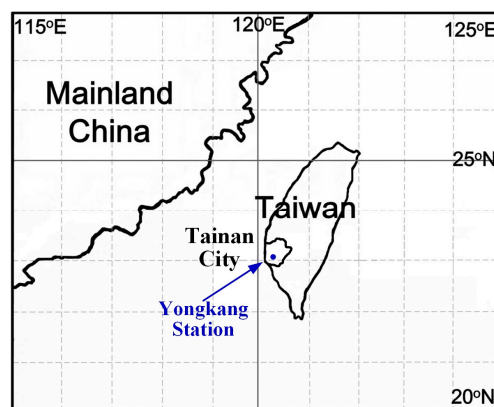 115°E
120°E
125°E
Mainland
China
25°N
Taiwan
Tainan
City
Yongkang
Station
20°N